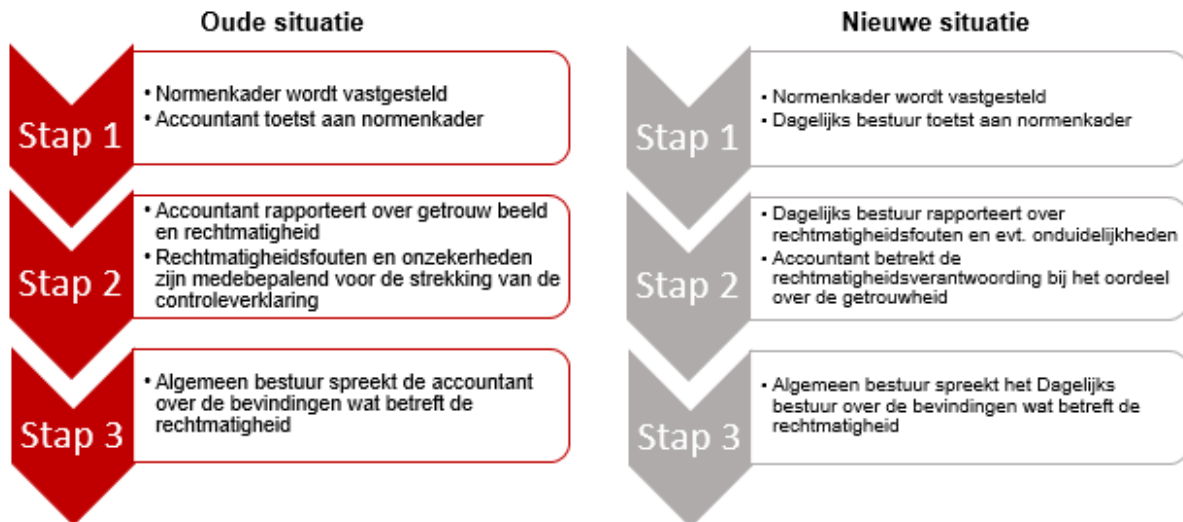 Oude situatie
Stap 1
• Normenkader wordt vastgesteld
• Accountant toetst aan normenkader
Stap 2
• Accountant rapporteert over getrouw beeld
en rechtmatigheid
• Rechtmatigheidsfouten en onzekerheden
zijn medebepalend voor de strekking van de
controleverklaring
Stap 3
• Algemeen bestuur spreekt de accountant
over de bevindingen wat betreft de
rechtmatigheid
Nieuwe situatie
Stap 1
• Normenkader wordt vastgesteld
• Dagelijks bestuur toetst aan normenkader
Stap 2
• Dagelijks bestuur rapporteert over
rechtmatigheidsfouten en evt. onduidelijkheden
• Accountant betrekt de
rechtmatigheidsverantwoording bij het oordeel
over de getrouwheid
Stap 3
• Algemeen bestuur spreekt het Dagelijks
bestuur over de bevindingen wat betreft de
rechtmatigheid